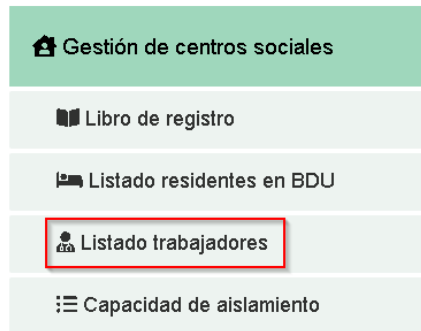 Gestión de centros sociales
Libro de registro
Listado residentes en BDU
Listado trabajadores
Capacidad de aislamiento